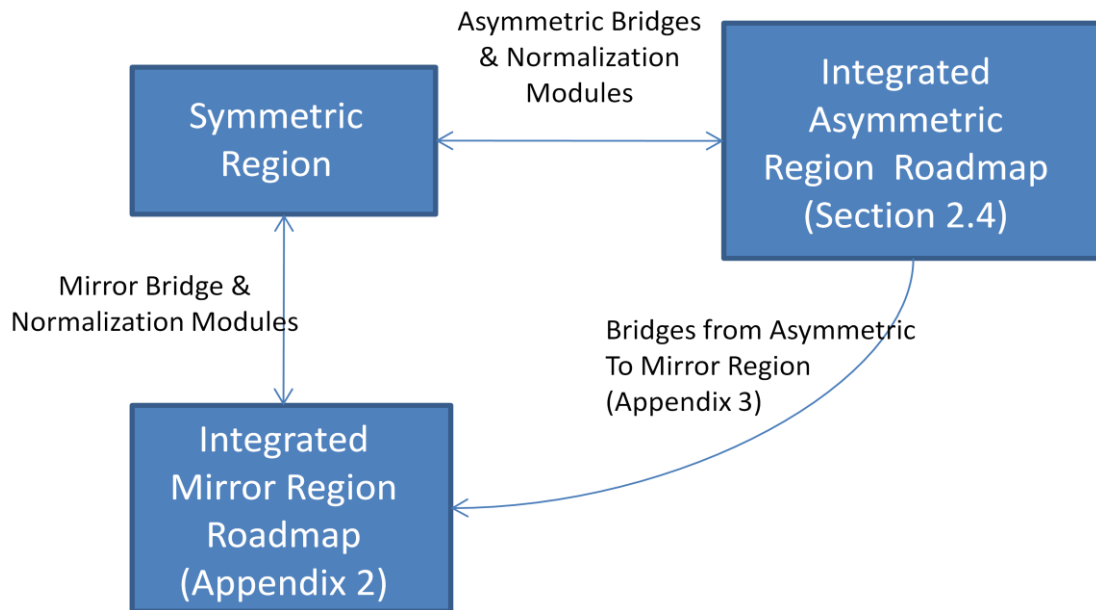 Asymmetric Bridges
& Normalization
Modules
Symmetric
Region
Integrated
Asymmetric
Region Roadmap
(Section 2.4)
Mirror Bridge &
Normalization Modules
Bridges from Asymmetric
To Mirror Region
(Appendix 3)
Integrated
Mirror Region
Roadmap
(Appendix 2)